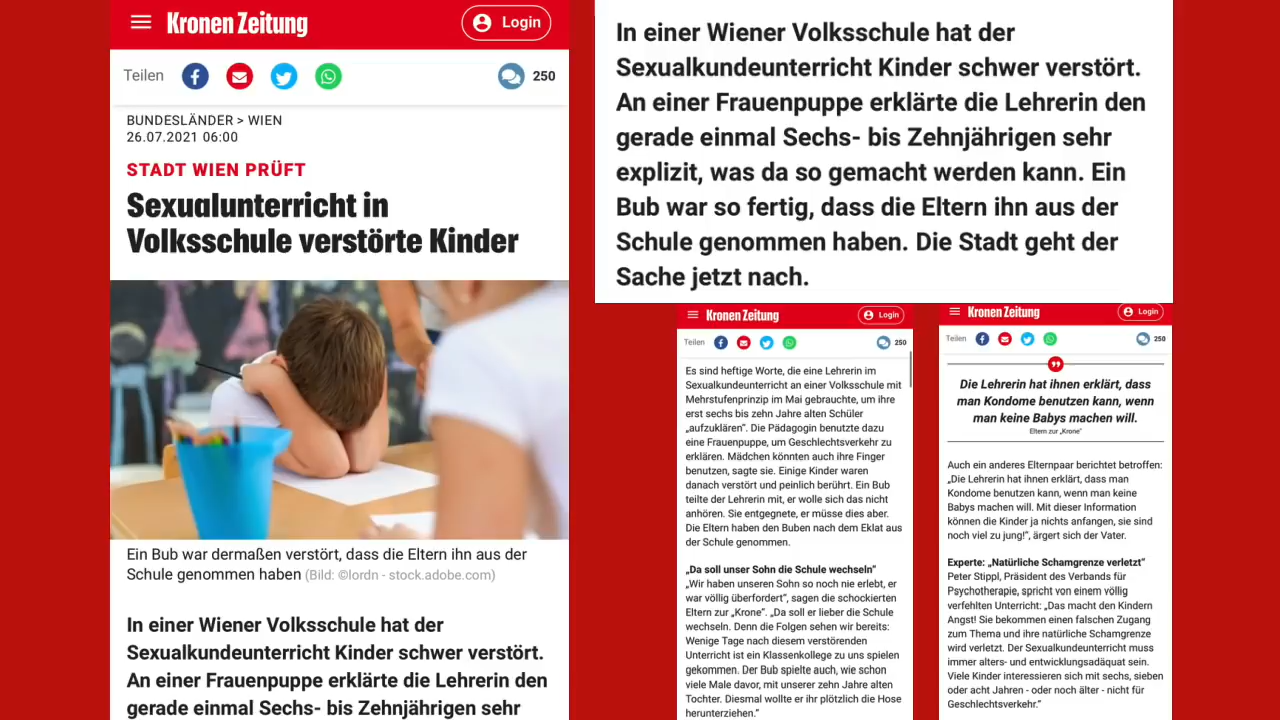 Kronen Zeitung
Login
Teilen
250
BUNDESLÄNDER > WIEN
26.07.2021 06:00
STADT WIEN PRÜFT
Sexualunterricht in
Volksschule verstörte Kinder
Ein Bub war dermaßen verstört, dass die Eltern ihn aus der
Schule genommen haben (Bild: ©lordn - stock.adobe.com)
In einer Wiener Volksschule hat der
Sexualkundeunterricht Kinder schwer verstört.
An einer Frauenpuppe erklärte die Lehrerin den
gerade einmal Sechs- bis Zehnjährigen sehr
In einer Wiener Volksschule hat der
Sexualkundeunterricht Kinder schwer verstört.
An einer Frauenpuppe erklärte die Lehrerin den
gerade einmal Sechs- bis Zehnjährigen sehr
explizit, was da so gemacht werden kann. Ein
Bub war so fertig, dass die Eltern ihn aus der
Schule genommen haben. Die Stadt geht der
Sache jetzt nach.
Kronen Zeitung
Login
Teilen
250
Es sind heftige Worte, die eine Lehrerin im
Sexualkundeunterricht an einer Volksschule mit
Mehrstufenprinzip im Mai gebrauchte, um ihre
erst sechs bis zehn Jahre alten Schüler
„aufzuklären“. Die Pädagogin benutzte dazu
eine Frauenpuppe, um Geschlechtsverkehr zu
erklären. Mädchen könnten auch ihre Finger
benutzen, sagte sie. Einige Kinder waren
danach verstört und peinlich berührt. Ein Bub
teilte der Lehrerin mit, er wolle sich das nicht
anhören. Sie entgegnete, er müsse dies aber.
Die Eltern haben den Buben nach dem Eklat aus
der Schule genommen.
„Da soll unser Sohn die Schule wechseln“
„Wir haben unseren Sohn so noch nie erlebt, er
war völlig überfordert“, sagen die schockierten
Eltern zur „Krone“. „Da soll er lieber die Schule
wechseln. Denn die Folgen sehen wir bereits:
Wenige Tage nach diesem verstörenden
Unterricht ist ein Klassenkollege zu uns spielen
gekommen. Der Bub spielte auch, wie schon
viele Male davor, mit unserer zehn Jahre alten
Tochter. Diesmal wollte er ihr plötzlich die Hose
herunterziehen.“
Kronen Zeitung
Login
Teilen
250
Die Lehrerin hat ihnen erklärt, dass
man Kondome benutzen kann, wenn
man keine Babys machen will.
Eltern zur „Krone“
Auch ein anderes Elternpaar berichtet betroffen:
„Die Lehrerin hat ihnen erklärt, dass man
Kondome benutzen kann, wenn man keine
Babys machen will. Mit dieser Information
können die Kinder ja nichts anfangen, sie sind
noch viel zu jung!“, ärgert sich der Vater.
Experte: „Natürliche Schamgrenze verletzt“
Peter Stippl, Präsident des Verbands für
Psychotherapie, spricht von einem völlig
verfehlten Unterricht: „Das macht den Kindern
Angst! Sie bekommen einen falschen Zugang
zum Thema und ihre natürliche Schamgrenze
wird verletzt. Der Sexualkundeunterricht muss
immer alters- und entwicklungsadäquat sein.
Viele Kinder interessieren sich mit sechs, sieben
oder acht Jahren - oder noch älter - nicht für
Geschlechtsverkehr.“